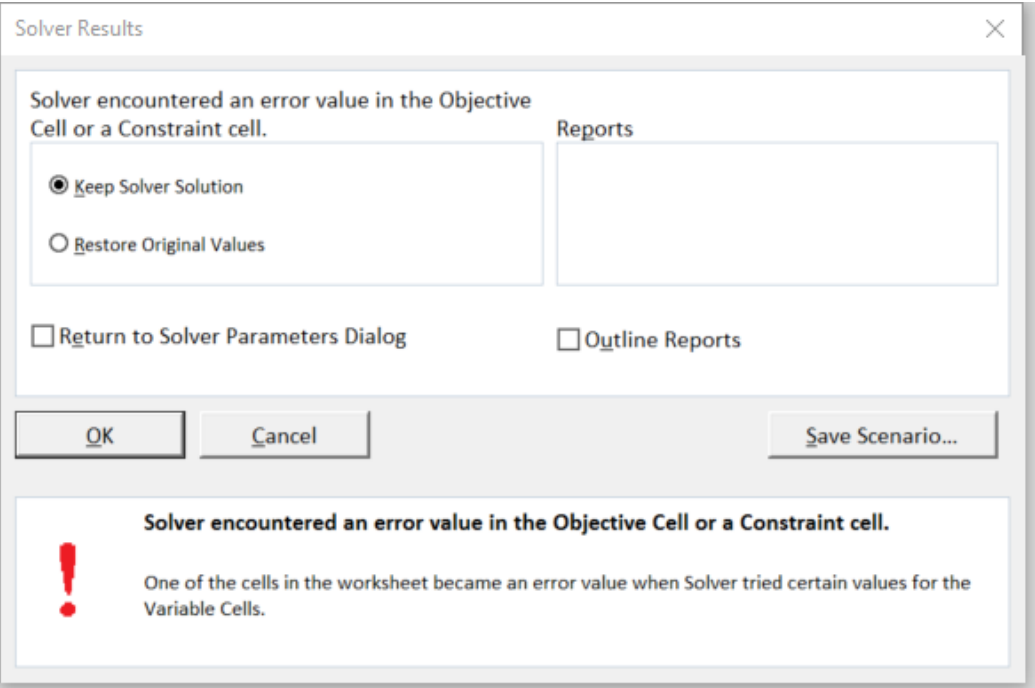 Solver Results
Solver encountered an error value in the Objective
Cell or a Constraint cell.
Reports
Keep Solver Solution
Restore Original Values
Return to Solver Parameters Dialog
Outline Reports
OK
Cancel
Save Scenario...
Solver encountered an error value in the Objective Cell or a Constraint cell.
One of the cells in the worksheet became an error value when Solver tried certain values for the
Variable Cells.